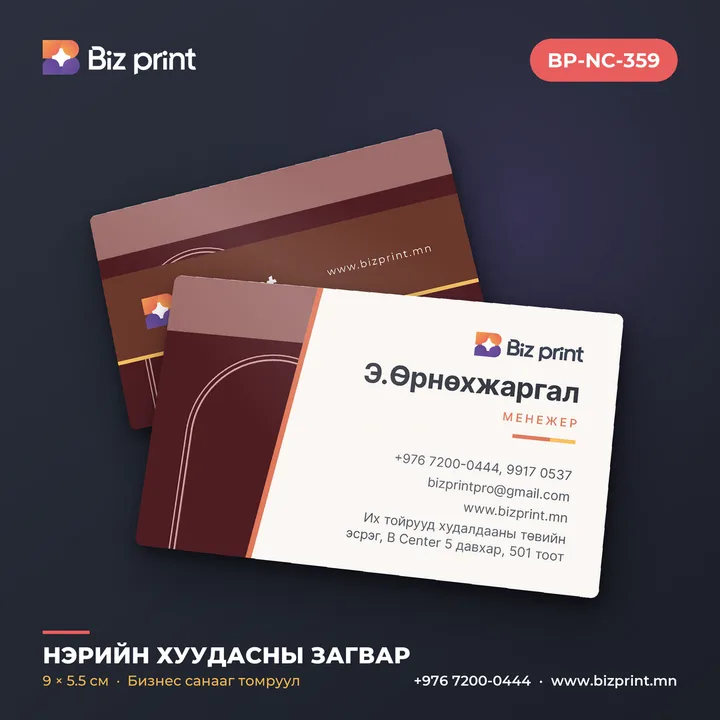 Biz print
BP-NC-359
www.bizprint.mn
Biz print
Э.Өрнөхжаргал
МЕНЕЖЕР
+976 7200-0444, 9917 0537
bizprintpro@gmail.com
www.bizprint.mn
Их тойрууд худалдааны төвийн
эсрэг, B Center 5 давхар, 501 тоот
НЭРИЙН ХУУДАСНЫ ЗАГВАР
9 × 5.5 см · Бизнес санааг томруул
+976 7200-0444 · www.bizprint.mn